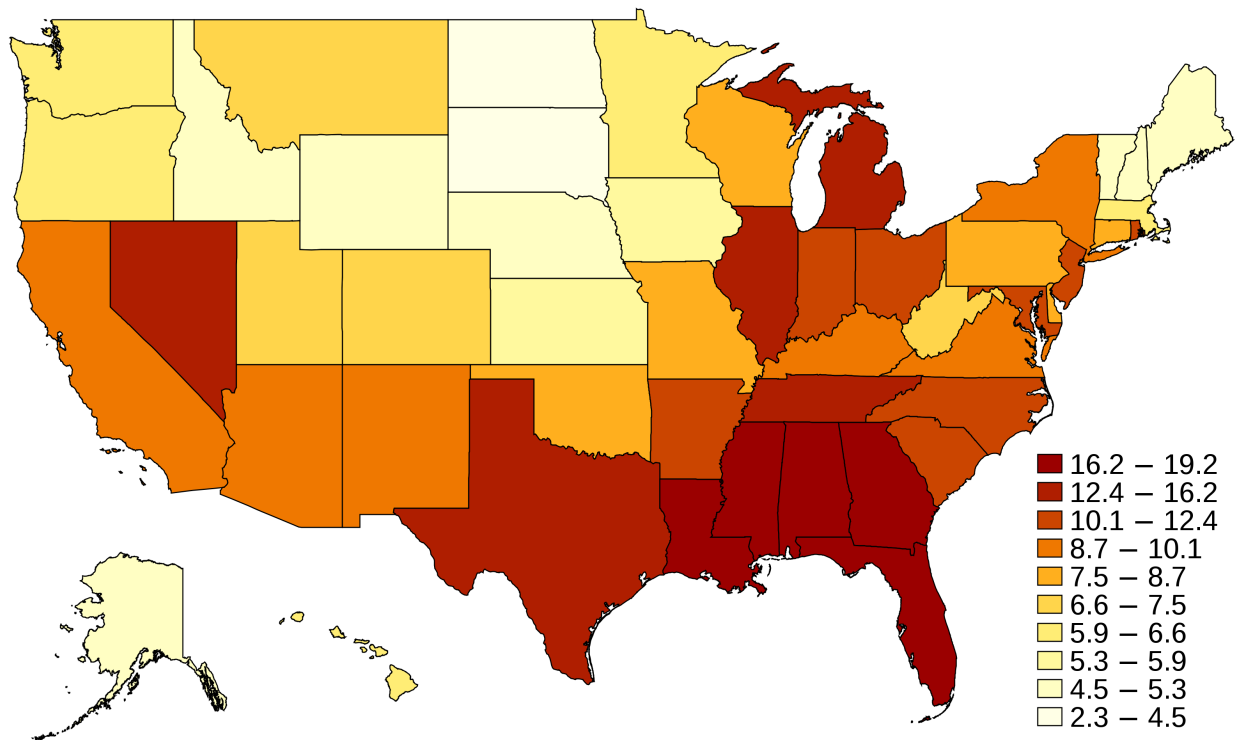 16.2 – 19.2
12.4 – 16.2
10.1 – 12.4
8.7 – 10.1
7.5 – 8.7
6.6 – 7.5
5.9 – 6.6
5.3 – 5.9
4.5 – 5.3
2.3 – 4.5